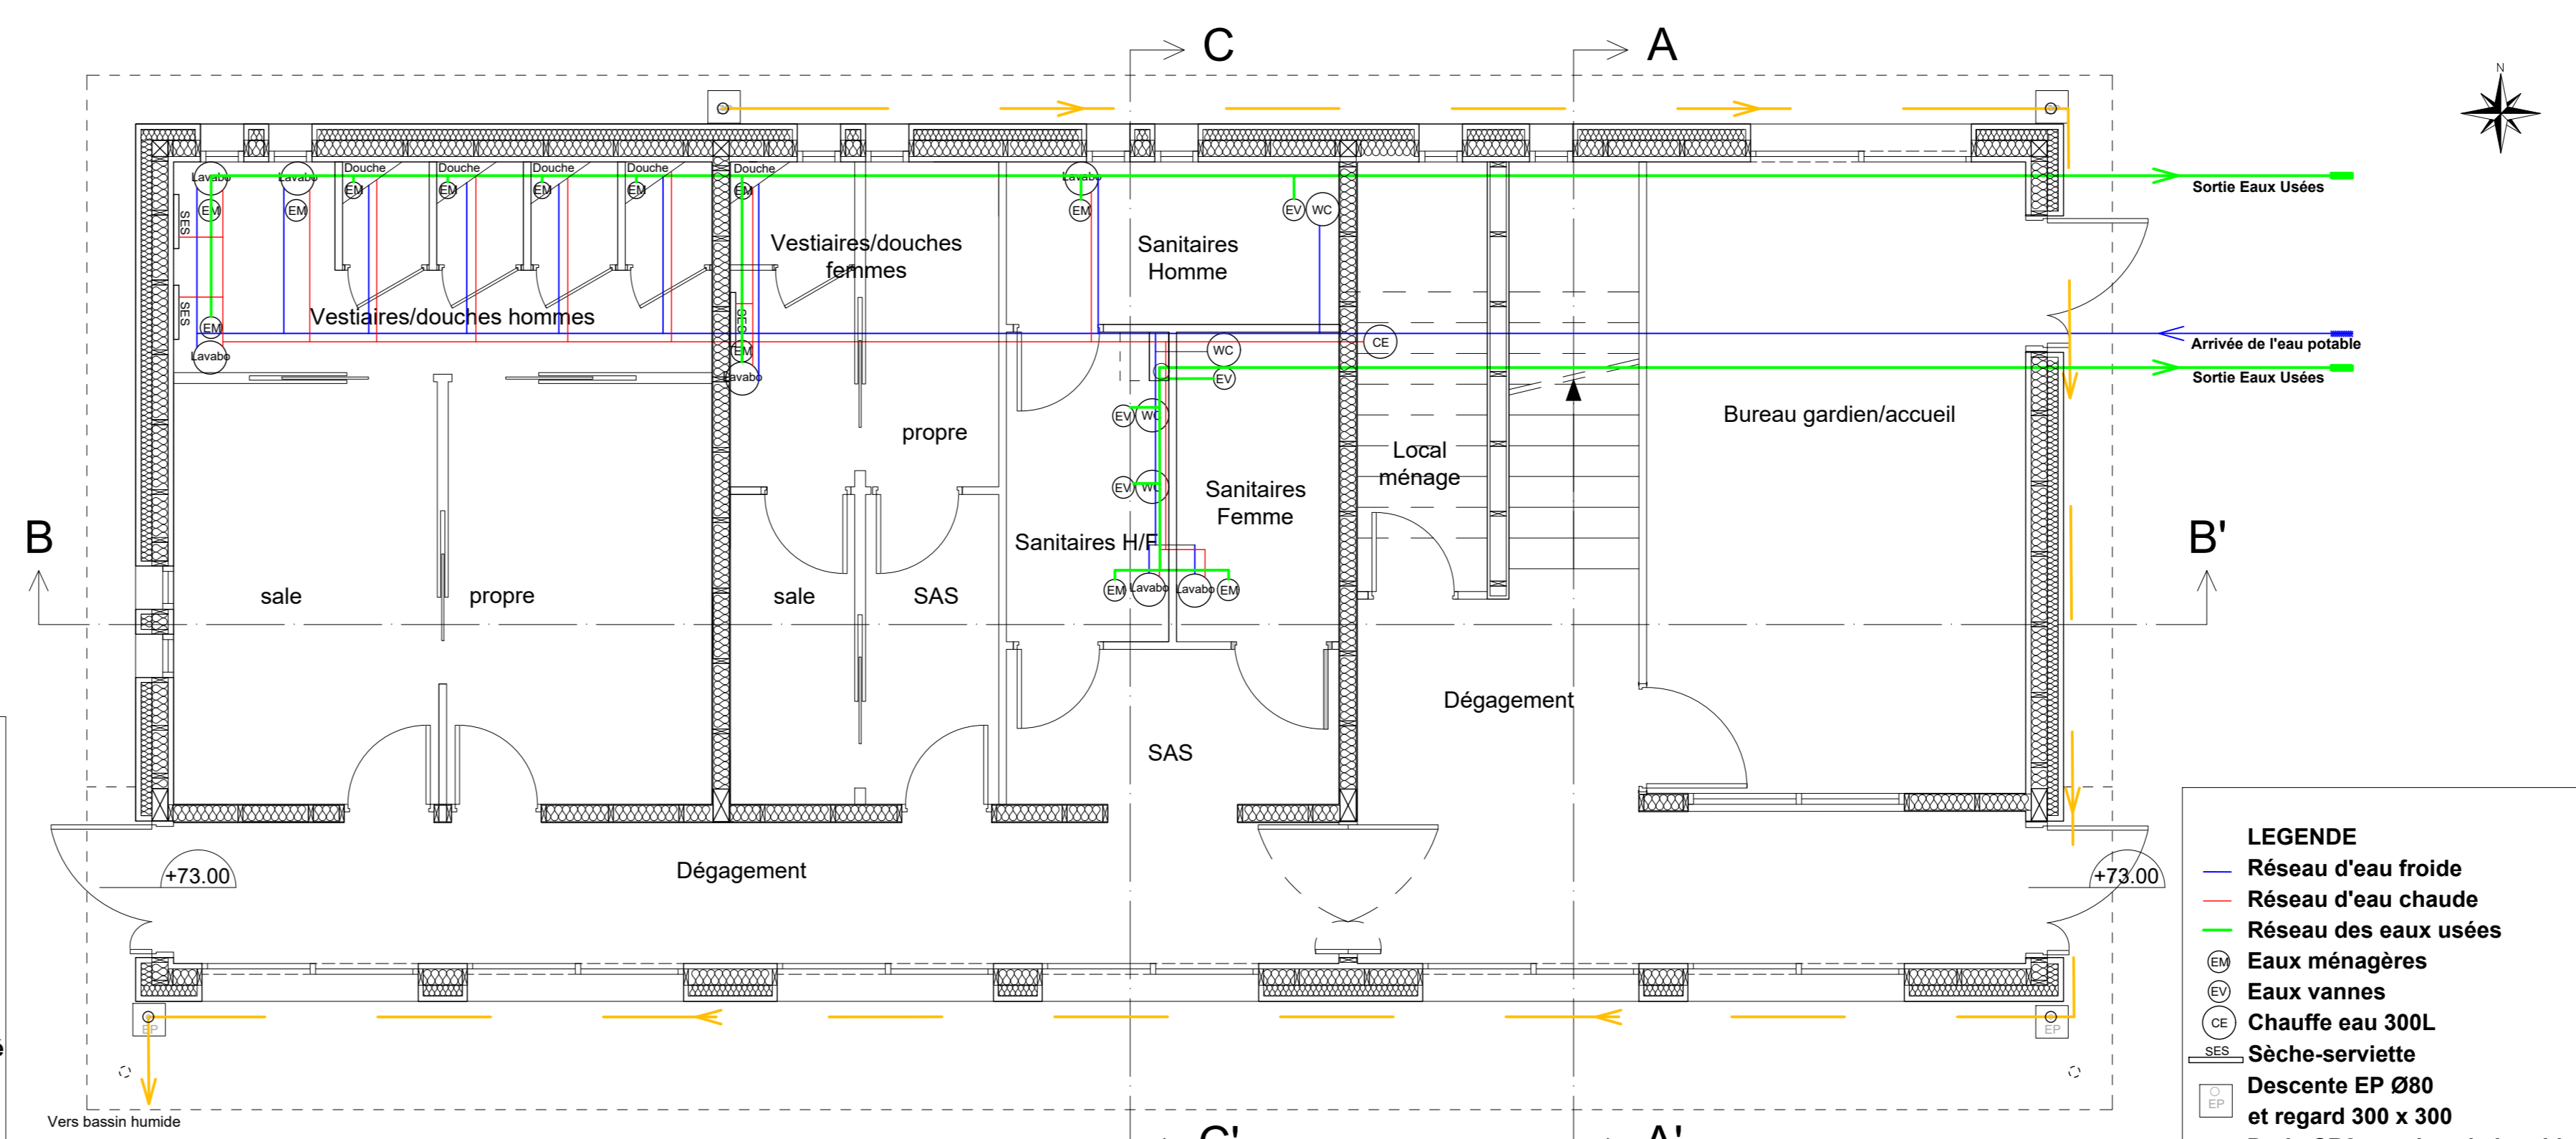 C
A
N
Lavabo
Lavabo
Douche
Douche
Douche
Douche
Douche
Lavabo
EM
EM
EM
EM
EM
EM
EM
EM
EV
WC
Sortie Eaux Usées
SES
SES
SES
Vestiaires/douches
femmes
Sanitaires
Homme
Vestiaires/douches hommes
EM
Lavabo
EM
Lavabo
WC
EV
CE
Arrivée de l'eau potable
Sortie Eaux Usées
EV
WC
EV
WC
propre
Bureau gardien/accueil
Local
ménage
Sanitaires
Femme
Sanitaires H/F
B
B'
sale
propre
sale
SAS
EM
Lavabo
Lavabo
EM
Dégagement
SAS
Dégagement
+73.00
+73.00
LEGENDE
Réseau d'eau froide
Réseau d'eau chaude
Réseau des eaux usées
EM
Eaux ménagères
EV
Eaux vannes
CE
Chauffe eau 300L
SES
Sèche-serviette
EP
Descente EP Ø80
et regard 300 x 300
EP
EP
Vers bassin humide
C'
A'